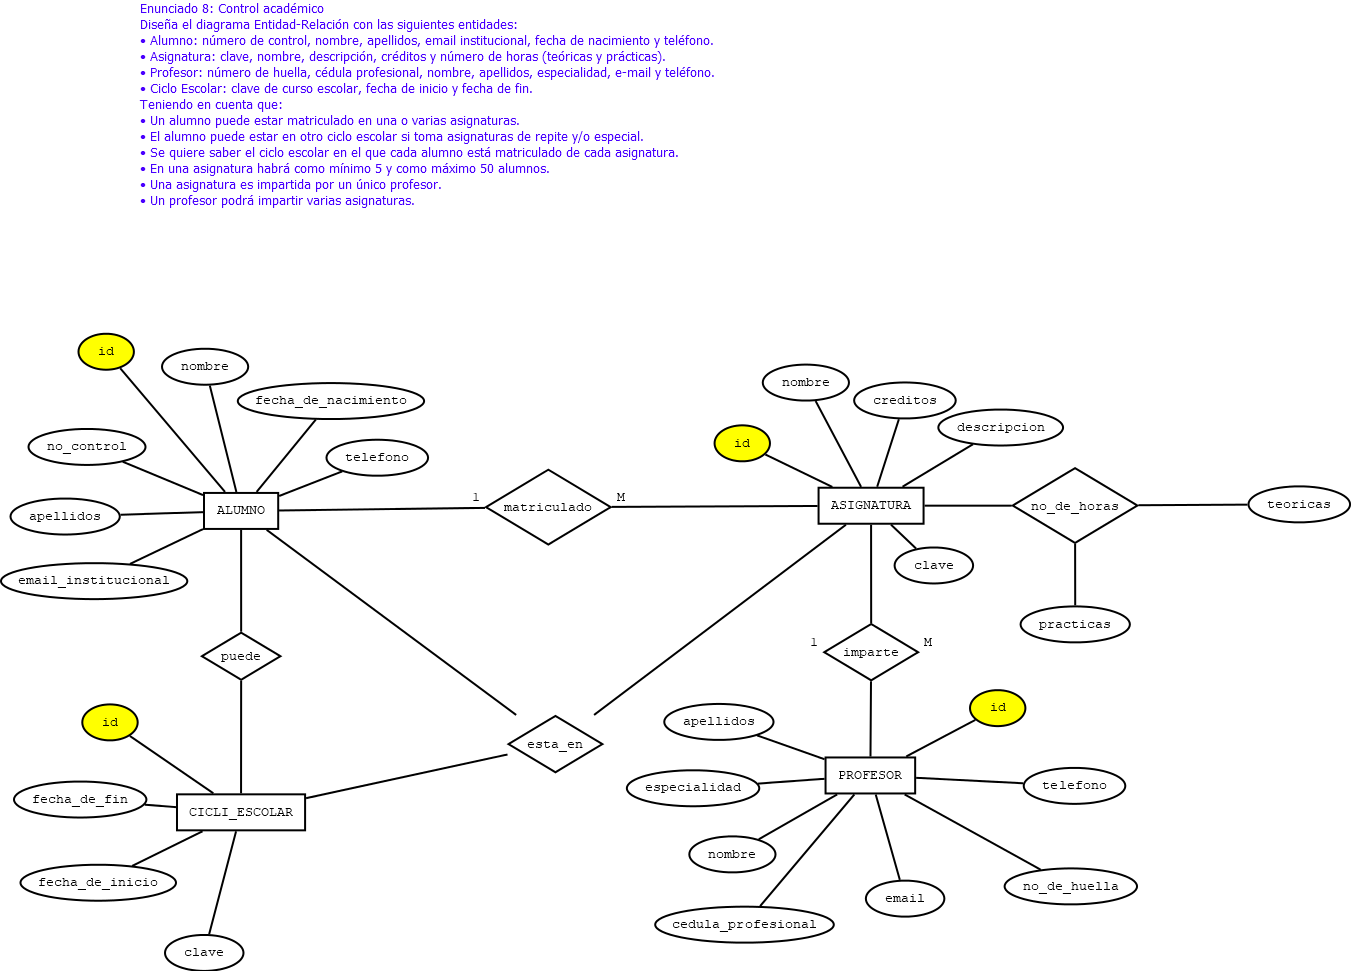 Enunciado 8: Control académico
Diseña el diagrama Entidad-Relación con las siguientes entidades:
• Alumno: número de control, nombre, apellidos, email institucional, fecha de nacimiento y teléfono.
• Asignatura: clave, nombre, descripción, créditos y número de horas (teóricas y prácticas).
• Profesor: número de huella, cédula profesional, nombre, apellidos, especialidad, e-mail y teléfono.
• Ciclo Escolar: clave de curso escolar, fecha de inicio y fecha de fin.
Teniendo en cuenta que:
• Un alumno puede estar matriculado en una o varias asignaturas.
• El alumno puede estar en otro ciclo escolar si toma asignaturas de repite y/o especial.
• Se quiere saber el ciclo escolar en el que cada alumno está matriculado de cada asignatura.
• En una asignatura habrá como mínimo 5 y como máximo 50 alumnos.
• Una asignatura es impartida por un único profesor.
• Un profesor podrá impartir varias asignaturas.
id
nombre
fecha_de_nacimiento
no_control
telefono
apellidos
ALUMNO
email_institucional
1
matriculado
M
nombre
creditos
id
descripcion
ASIGNATURA
no_de_horas
teoricas
clave
practicas
puede
1
imparte
M
esta_en
id
fecha_de_fin
CICLI_ESCOLAR
fecha_de_inicio
clave
apellidos
id
especialidad
PROFESOR
telefono
nombre
no_de_huella
email
cedula_profesional